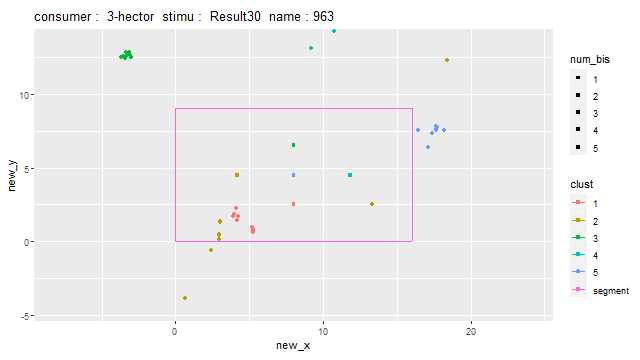 consumer :  3-hector  stimu :  Result30  name : 963
10
5
0
-5
new_y
0
10
20
new_x
num_bis
1
2
3
4
5
clust
1
2
3
4
5
segment